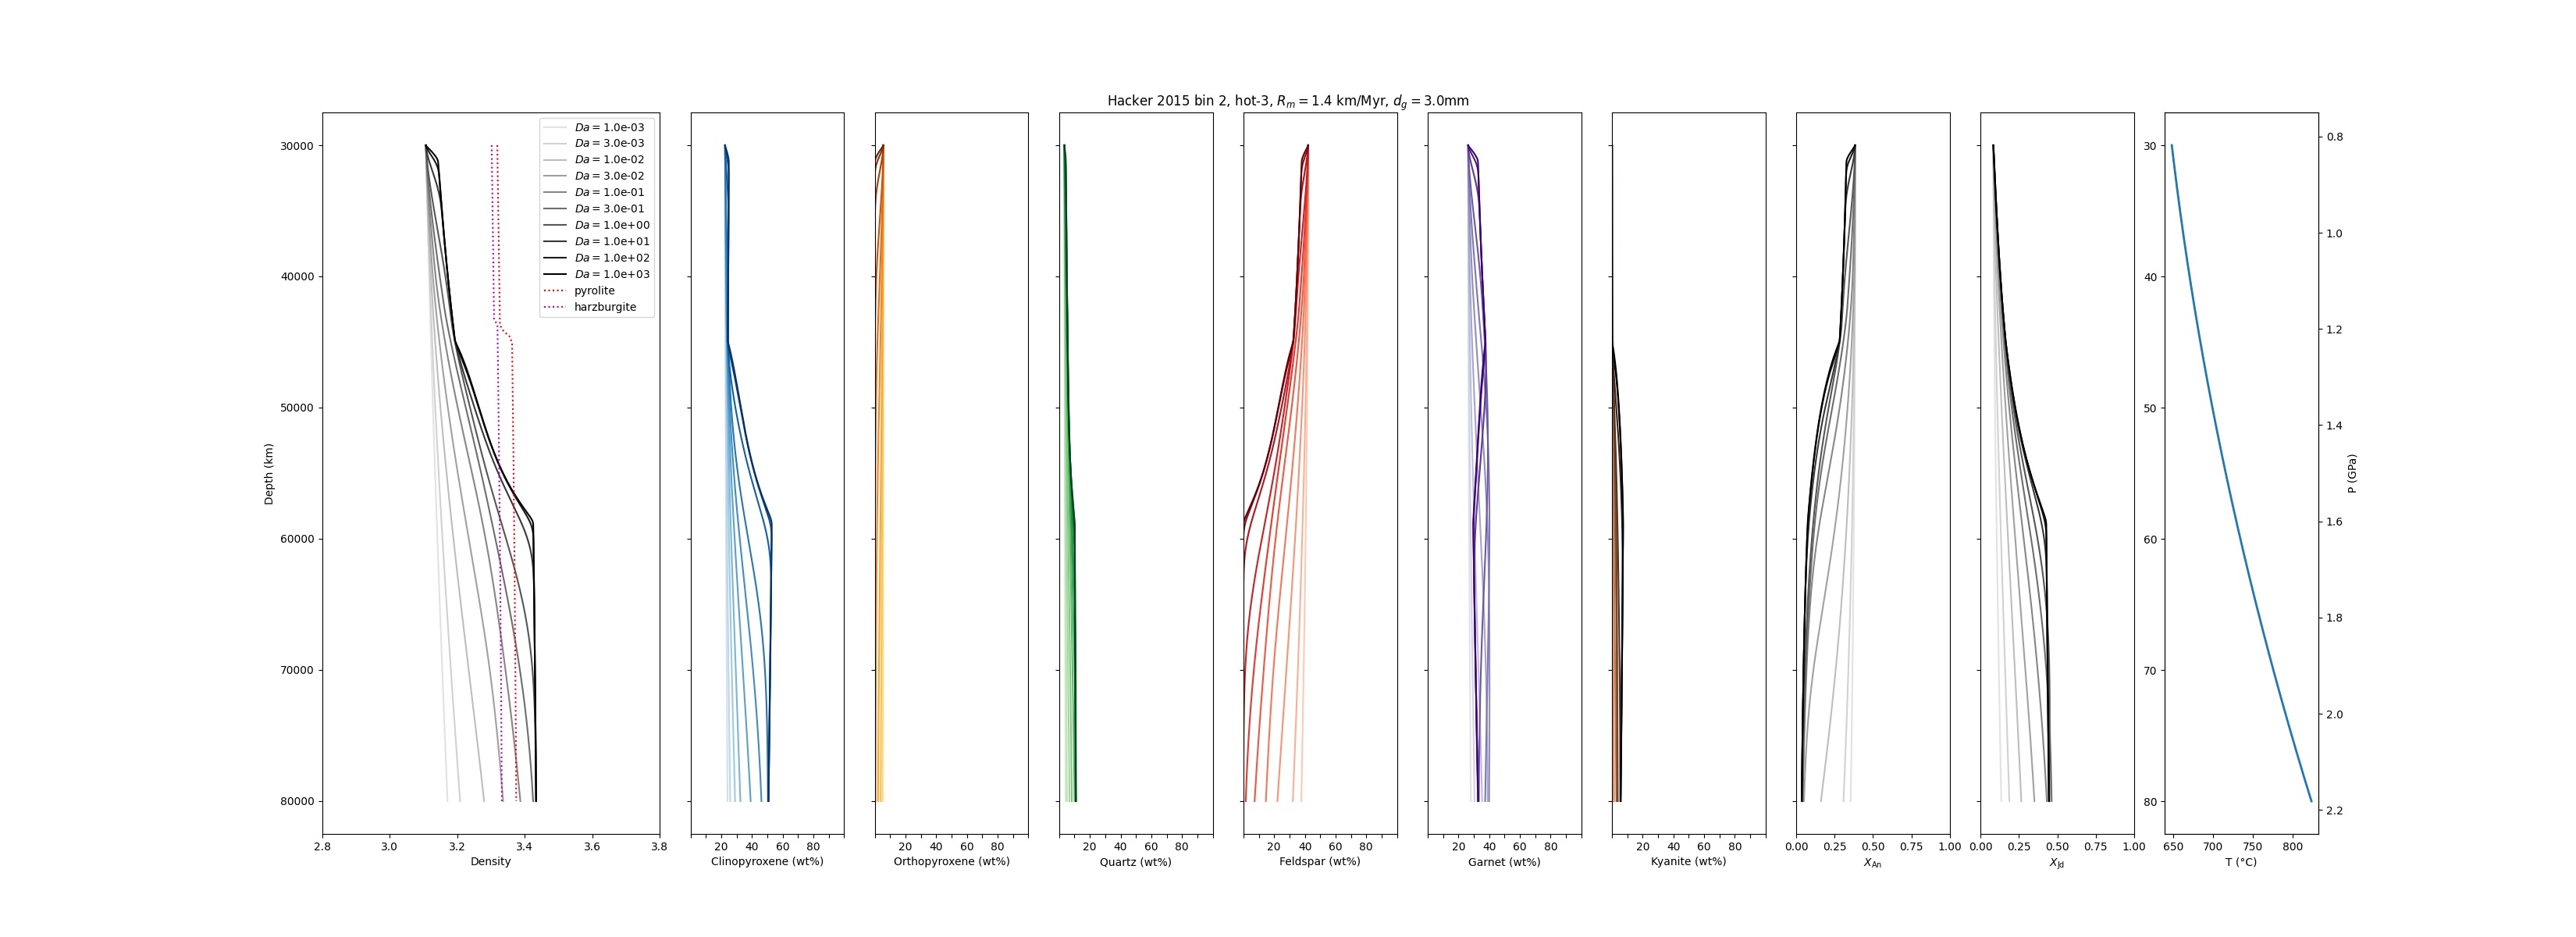 Hacker 2015 bin 2, hot-3, R_m = 1.4 km/Myr, d_g = 3.0mm
Da = 1.0e-03
Da = 3.0e-03
Da = 1.0e-02
Da = 3.0e-02
Da = 1.0e-01
Da = 3.0e-01
Da = 1.0e+00
Da = 1.0e+01
Da = 1.0e+02
Da = 1.0e+03
pyrolite
harzburgite
Depth (km)
30000
40000
50000
60000
70000
80000
2.8 3.0 3.2 3.4 3.6 3.8
Density
20 40 60 80
Clinopyroxene (wt%)
20 40 60 80
Orthopyroxene (wt%)
20 40 60 80
Quartz (wt%)
20 40 60 80
Feldspar (wt%)
20 40 60 80
Garnet (wt%)
20 40 60 80
Kyanite (wt%)
0.00 0.25 0.50 0.75 1.00
X_An
0.00 0.25 0.50 0.75 1.00
X_Jd
30
40
50
60
70
80
650 700 750 800
T (°C)
0.8
1.0
1.2
1.4
1.6
1.8
2.0
2.2
P (GPa)